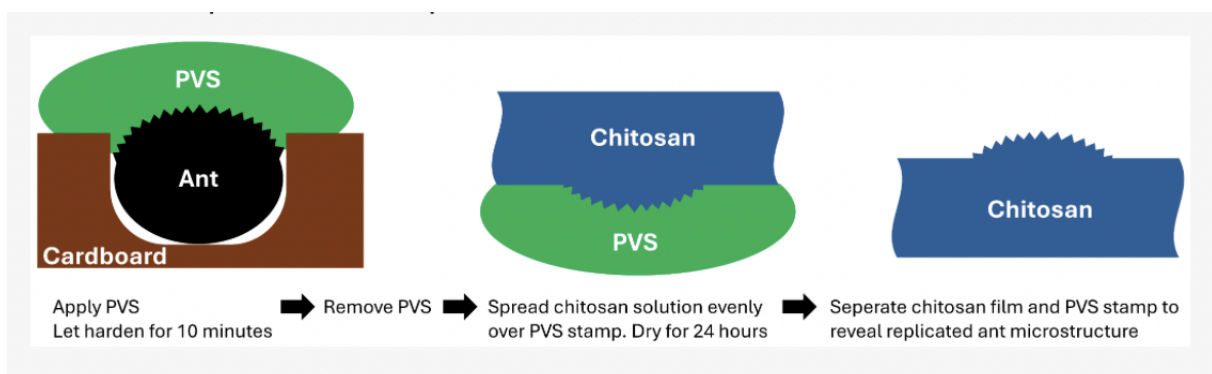 PVS
Ant
Cardboard
Chitosan
PVS
Chitosan
Apply PVS
Let harden for 10 minutes
Remove PVS
Spread chitosan solution evenly
over PVS stamp. Dry for 24 hours
Seperate chitosan film and PVS stamp to
reveal replicated ant microstructure